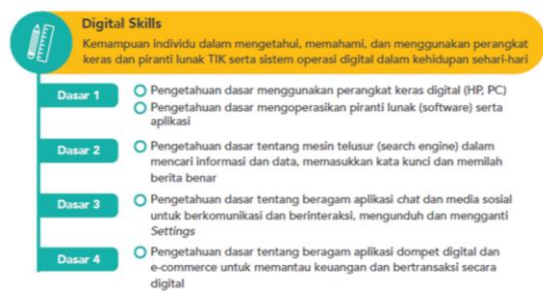 Digital Skills
Kemampuan individu dalam mengetahui, memahami, dan menggunakan perangkat
keras dan piranti lunak TIK serta sistem operasi digital dalam kehidupan sehari-hari
Dasar 1
Pengetahuan dasar menggunakan perangkat keras digital (HP, PC)
Pengetahuan dasar mengoperasikan piranti lunak (software) serta
aplikasi
Dasar 2
Pengetahuan dasar tentang mesin telusur (search engine) dalam
mencari informasi dan data, memasukkan kata kunci dan memilah
berita benar
Dasar 3
Pengetahuan dasar tentang beragam aplikasi chat dan media sosial
untuk berkomunikasi dan berinteraksi, mengunduh dan mengganti
Settings
Dasar 4
Pengetahuan dasar tentang beragam aplikasi dompet digital dan
e-commerce untuk memantau keuangan dan bertransaksi secara
digital